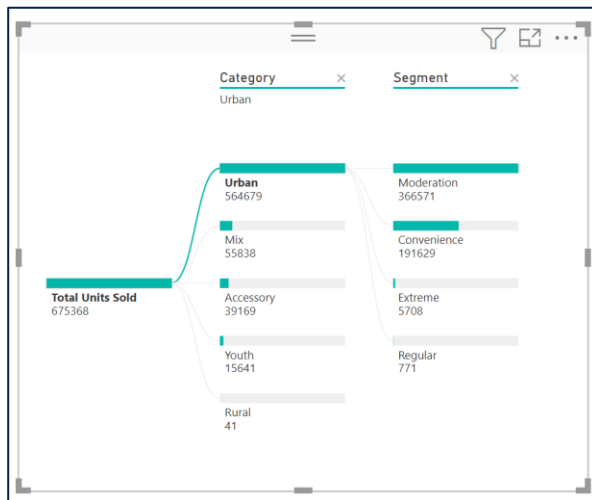 Category ×
Urban
Segment ×
Total Units Sold
675368
Urban
564679
Mix
55838
Accessory
39169
Youth
15641
Rural
41
Moderation
366571
Convenience
191629
Extreme
5708
Regular
771